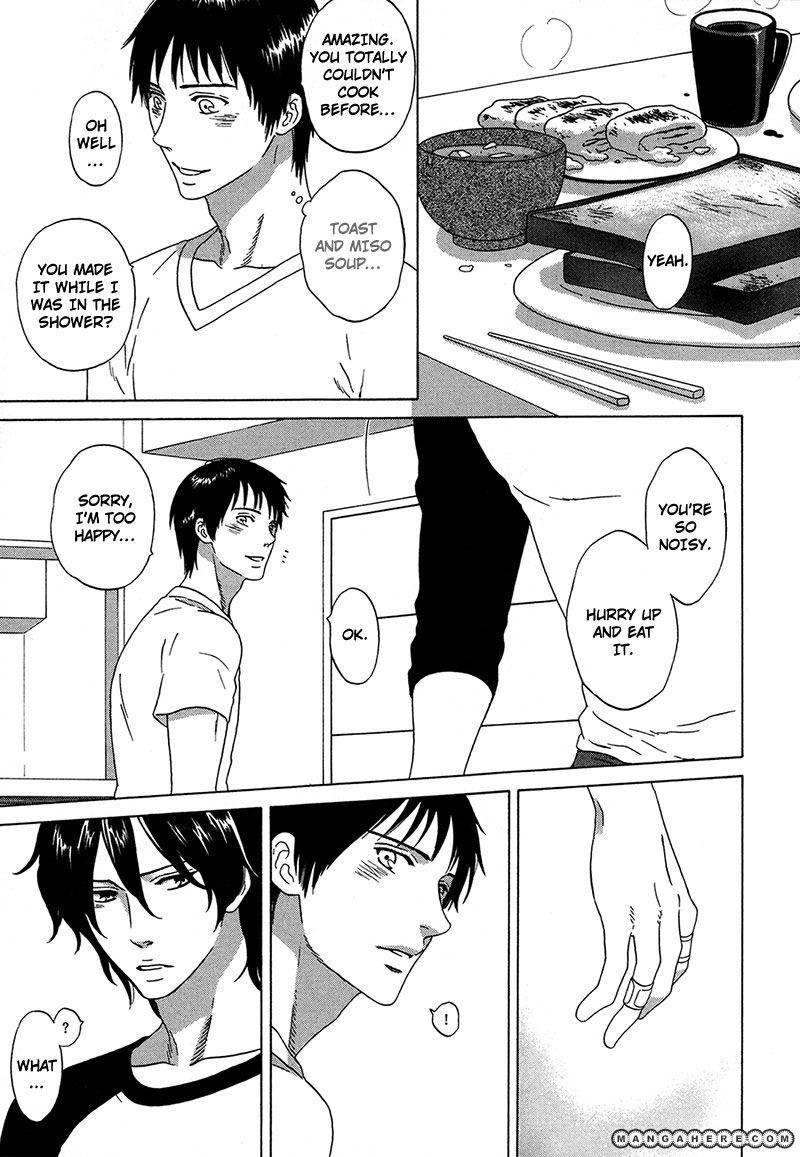 YEAH.
AMAZING.
YOU TOTALLY
COULDN'T
COOK
BEFORE...
TOAST
AND MISO
SOUP...
OH
WELL
...
YOU MADE
IT WHILE I
WAS IN THE
SHOWER?
YOU'RE
SO
NOISY.
HURRY UP
AND EAT
IT.
OK.
SORRY,
I'M TOO
HAPPY...
!
?
WHAT
...
MANGAHERE.COM